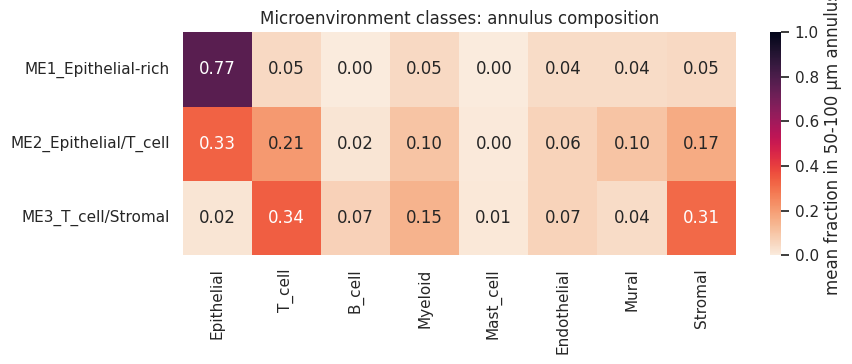 Microenvironment classes: annulus composition
ME1_Epithelial-rich 0.77 0.05 0.00 0.05 0.00 0.04 0.04 0.05
ME2_Epithelial/T_cell 0.33 0.21 0.02 0.10 0.00 0.06 0.10 0.17
ME3_T_cell/Stromal 0.02 0.34 0.07 0.15 0.01 0.07 0.04 0.31
Epithelial T_cell B_cell Myeloid Mast_cell Endothelial Mural Stromal
1.0
0.8
0.6
0.4
0.2
0.0
mean fraction in 50-100 µm annulus